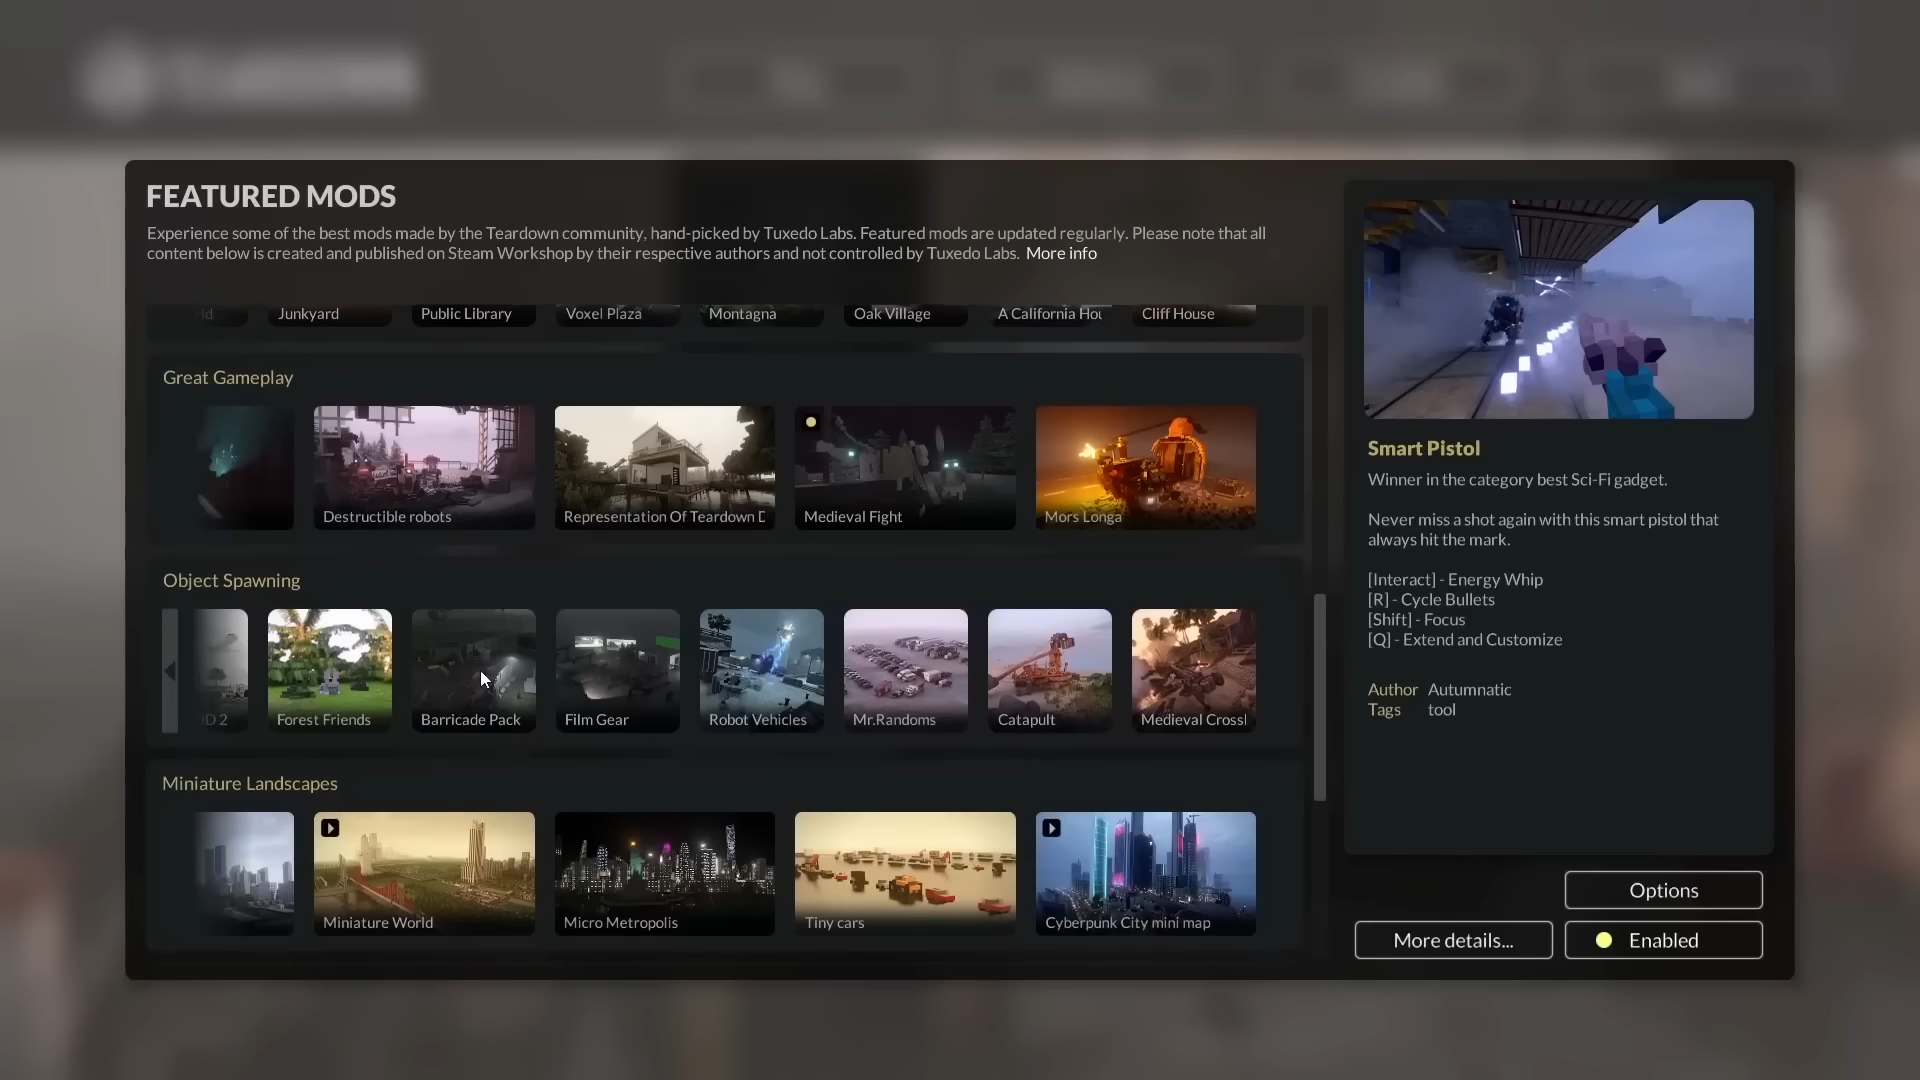 FEATURED MODS
Experience some of the best mods made by the Teardown community, hand-picked by Tuxedo Labs. Featured mods are updated regularly. Please note that all
content below is created and published on Steam Workshop by their respective authors and not controlled by Tuxedo Labs. More info
Junkyard
Public Library
Voxel Plaza
Montagna
Oak Village
A California Hou
Cliff House
Great Gameplay
Destructible robots
Representation Of Teardown D
Medieval Fight
Mors Longa
Object Spawning
D 2
Forest Friends
Barricade Pack
Film Gear
Robot Vehicles
Mr.Randoms
Catapult
Medieval Crossl
Miniature Landscapes
Miniature World
Micro Metropolis
Tiny cars
Cyberpunk City mini map
Smart Pistol
Winner in the category best Sci-Fi gadget.
Never miss a shot again with this smart pistol that
always hit the mark.
[Interact] - Energy Whip
[R] - Cycle Bullets
[Shift] - Focus
[Q] - Extend and Customize
Author Autumnatic
Tags tool
Options
More details...
Enabled